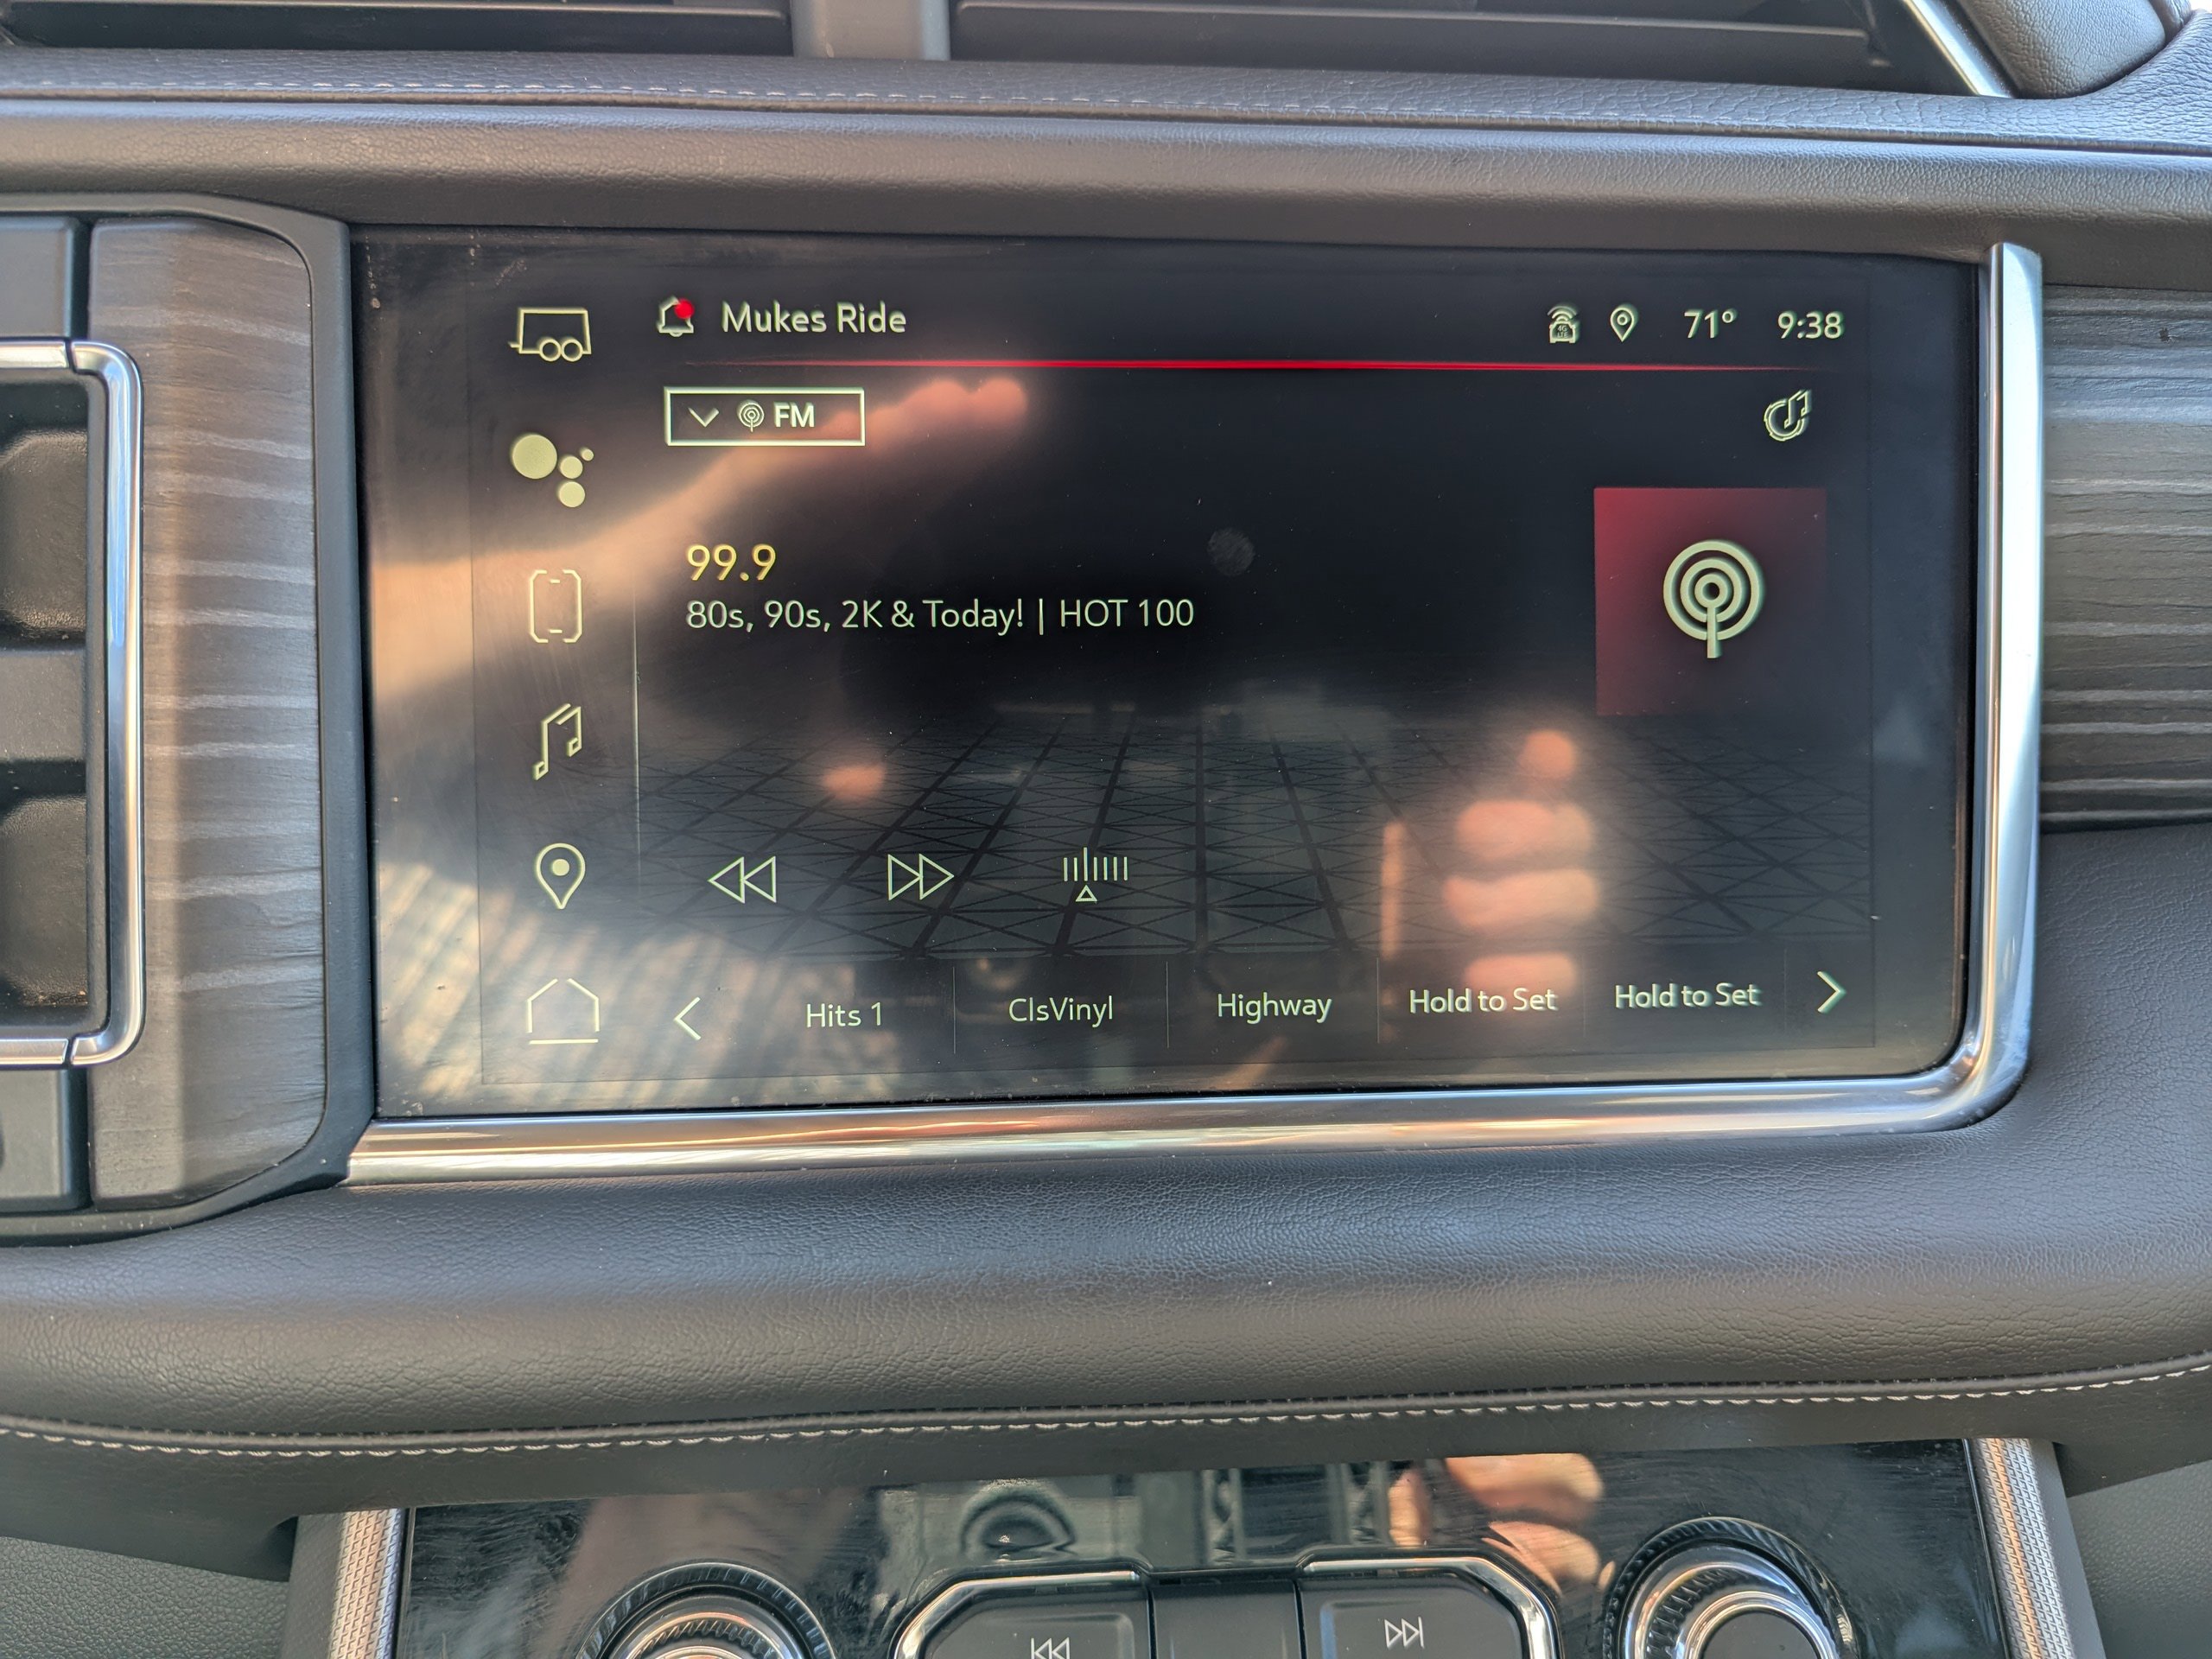 Mukes Ride
71° 9:38
FM
99.9
80s, 90s, 2K & Today! | HOT 100
Hits 1
ClsVinyl
Highway
Hold to Set
Hold to Set